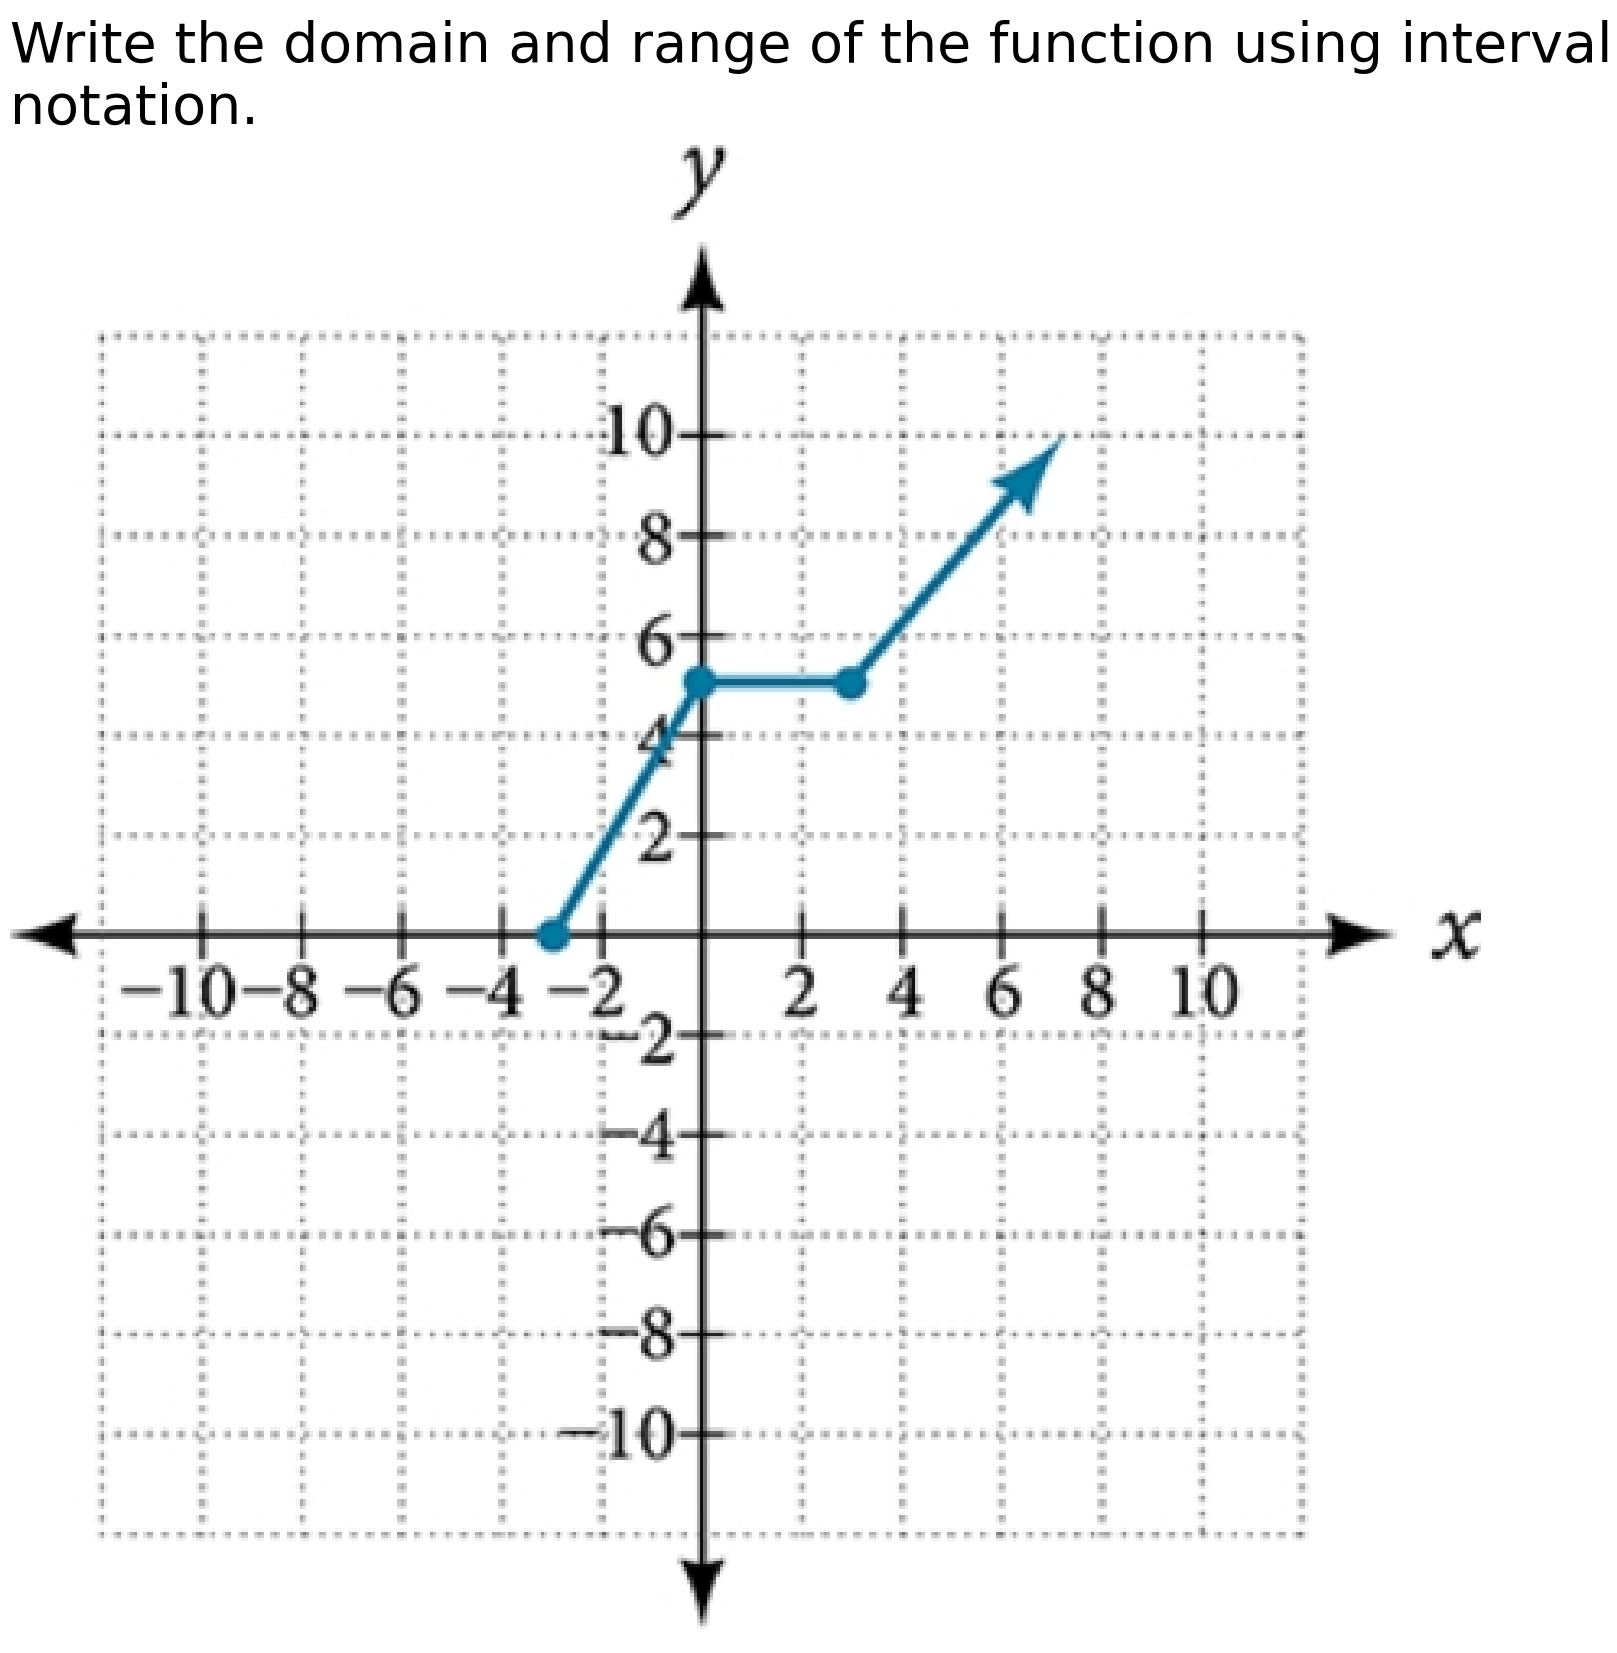 Write the domain and range of the function using interval
notation.
y
10
8
6
4
2
x
−10 −8 −6 −4 −2 2 4 6 8 10
−2
−4
−6
−8
−10